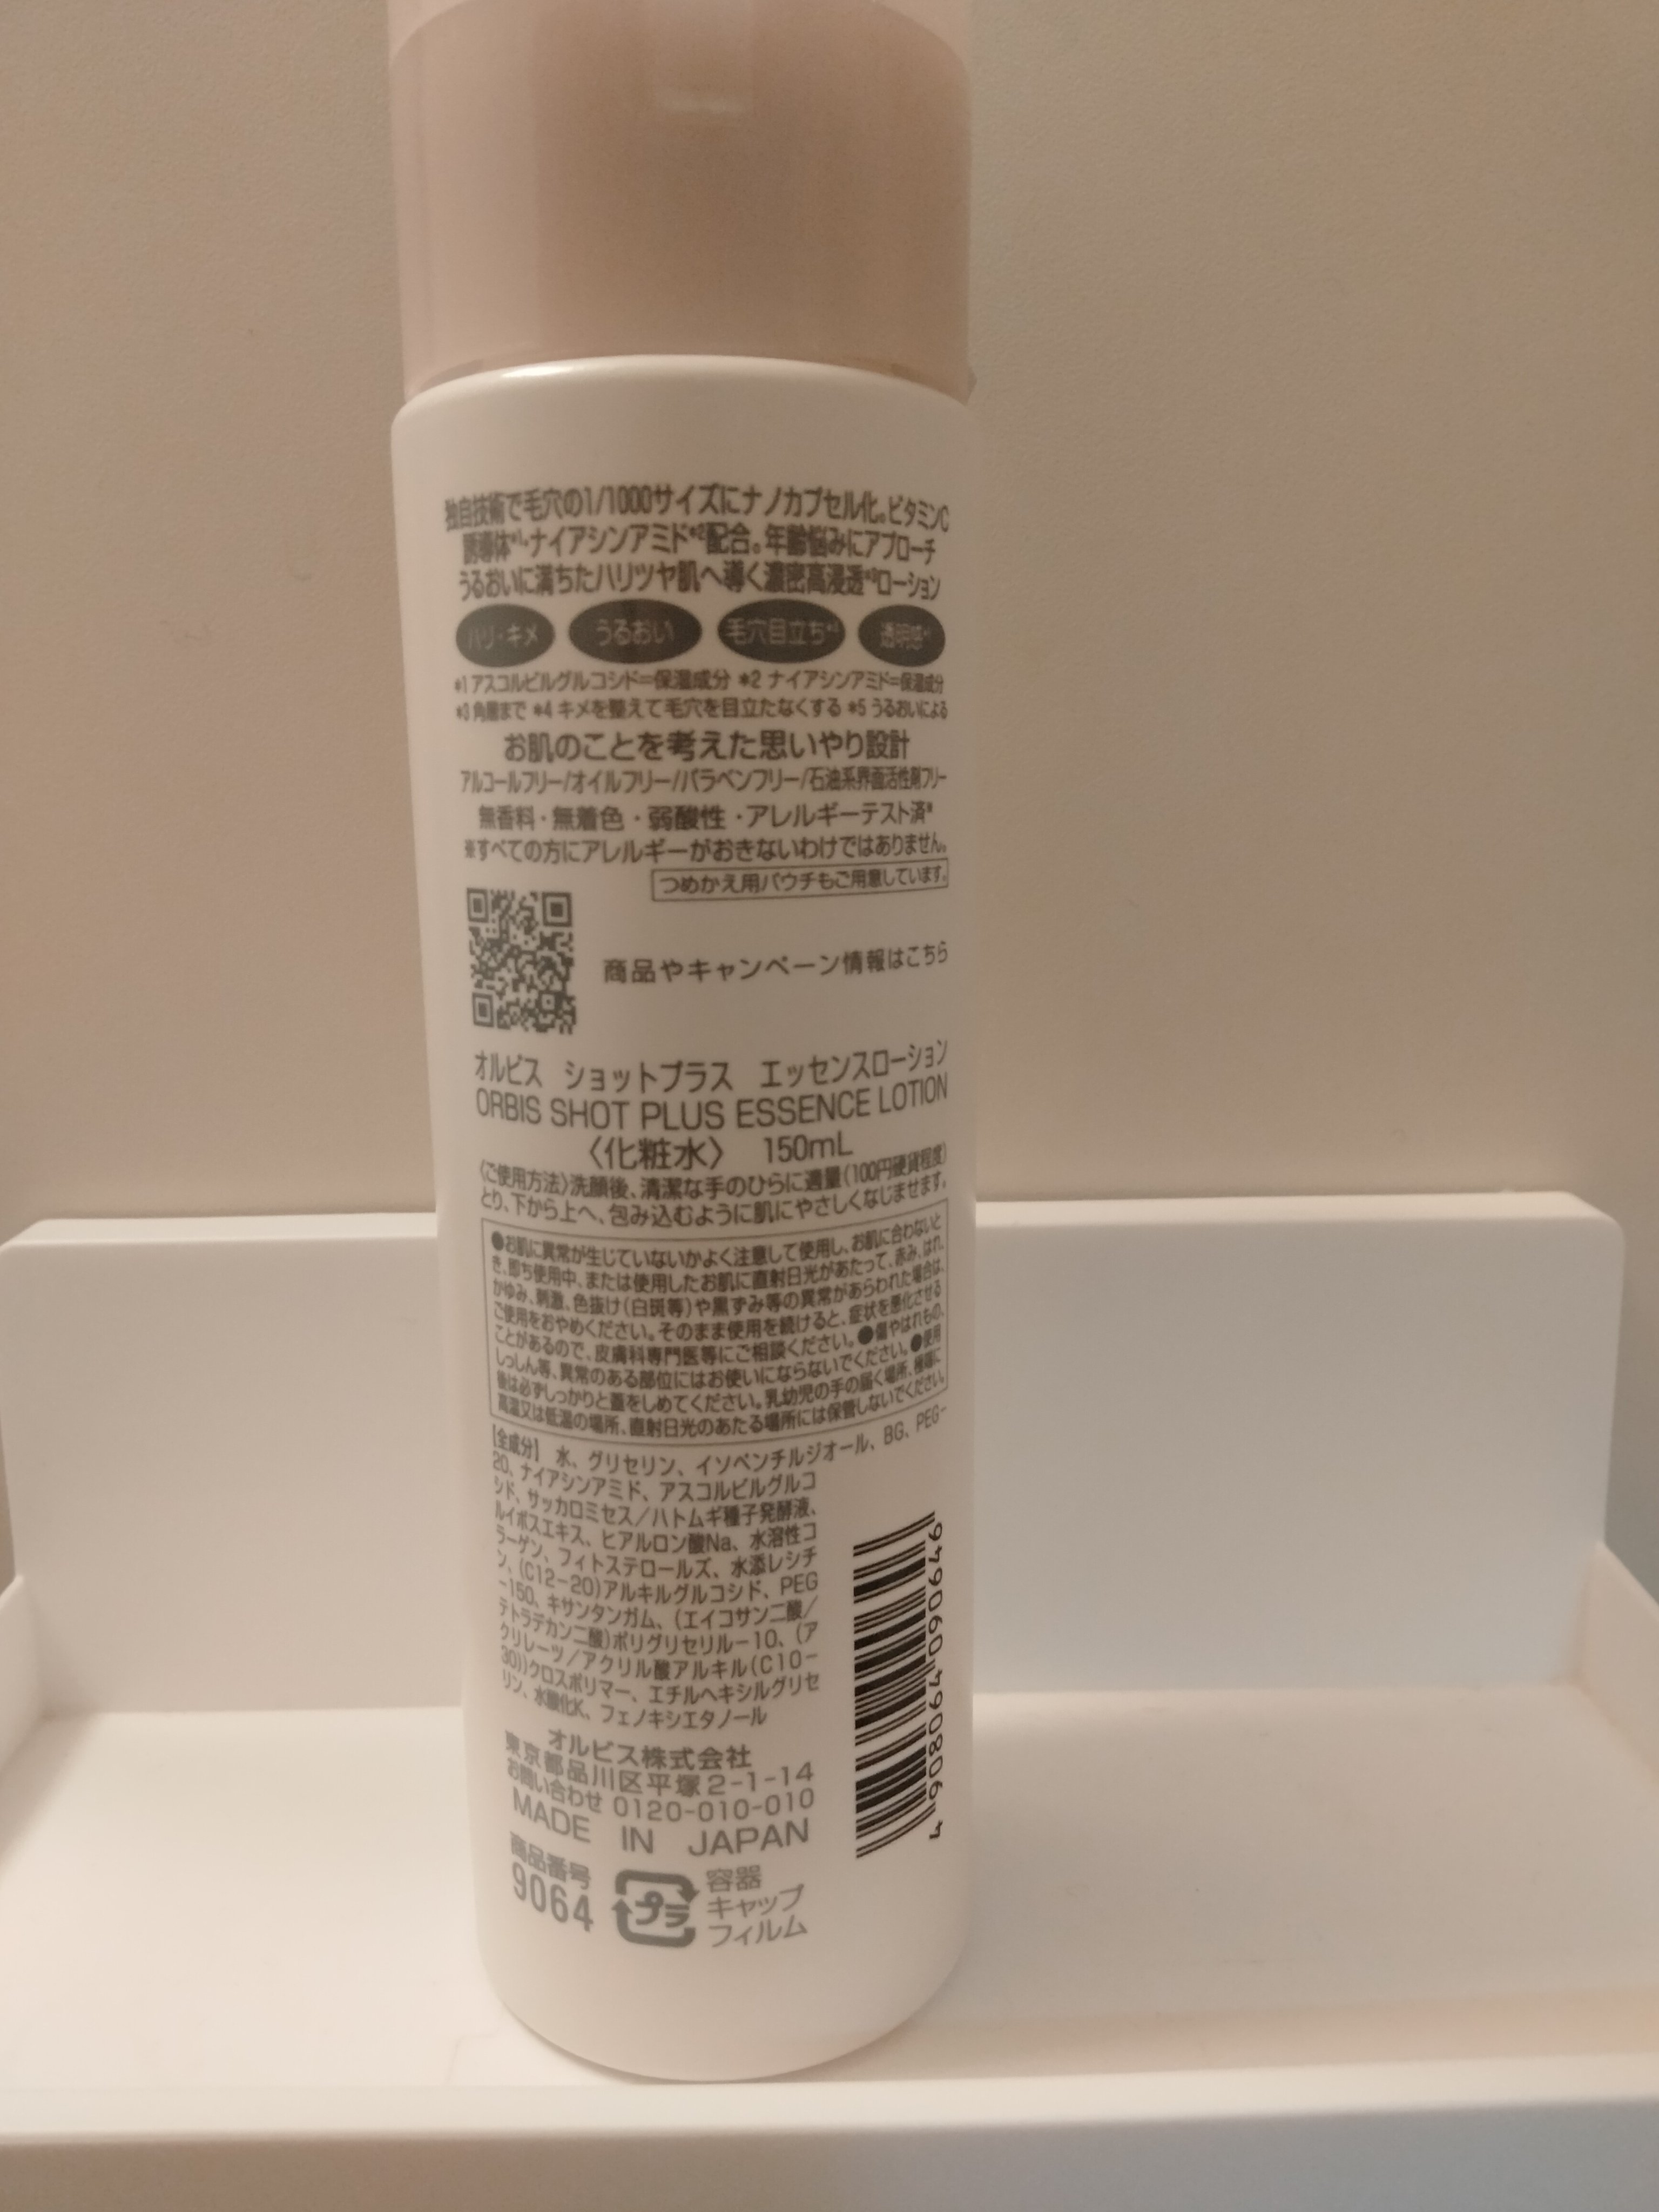 独自技術で毛穴の1/1000サイズにナノカプセル化。ビタミンC
誘導体*1・ナイアシンアミド*2配合。年齢悩みにアプローチ
うるおいに満ちたハリツヤ肌へ導く濃密高浸透*3ローション
ハリ・キメ うるおい 毛穴目立ち*4 透明感*5
*1 アスコルビルグルコシド=保湿成分 *2 ナイアシンアミド=保湿成分
*3 角層まで *4 キメを整えて毛穴を目立たなくする *5 うるおいによる
お肌のことを考えた思いやり設計
アルコールフリー/オイルフリー/パラベンフリー/石油系界面活性剤フリー
無香料・無着色・弱酸性・アレルギーテスト済※
※すべての方にアレルギーがおきないわけではありません。
つめかえ用パウチもご用意しています。
商品やキャンペーン情報はこちら
オルビス ショットプラス エッセンスローション
ORBIS SHOT PLUS ESSENCE LOTION
〈化粧水〉 150mL
〈ご使用方法〉洗顔後、清潔な手のひらに適量(100円硬貨程度)
とり、下から上へ、包み込むように肌にやさしくなじませます。
●お肌に異常が生じていないかよく注意して使用し、お肌に合わないと
き、即ち使用中、または使用したお肌に直射日光があたって、赤み、はれ、
かゆみ、刺激、色抜け(白斑等)や黒ずみ等の異常があらわれた場合は、
ご使用をおやめください。そのまま使用を続けると、症状を悪化させる
ことがあるので、皮膚科専門医等にご相談ください。●傷やはれもの、
しっしん等、異常のある部位にはお使いにならないでください。●使用
後は必ずしっかりと蓋をしめてください。乳幼児の手の届く場所、極端に
高温又は低温の場所、直射日光のあたる場所には保管しないでください。
[全成分] 水、グリセリン、イソペンチルジオール、BG、PEG-
20、ナイアシンアミド、アスコルビルグルコ
シド、サッカロミセス/ハトムギ種子発酵液、
ルイボスエキス、ヒアルロン酸Na、水溶性コ
ラーゲン、フィトステロールズ、水添レシチ
ン、(C12-20)アルキルグルコシド、PEG
-150、キサンタンガム、(エイコサン二酸/
テトラデカン二酸)ポリグリセリル-10、(ア
クリレーツ/アクリル酸アルキル(C10-
30))クロスポリマー、エチルヘキシルグリセ
リン、水酸化K、フェノキシエタノール
オルビス株式会社
東京都品川区平塚2-1-14
お問い合わせ 0120-010-010
MADE IN JAPAN
商品番号
9064
プラ
容器
キャップ
フィルム
9790604790806 4